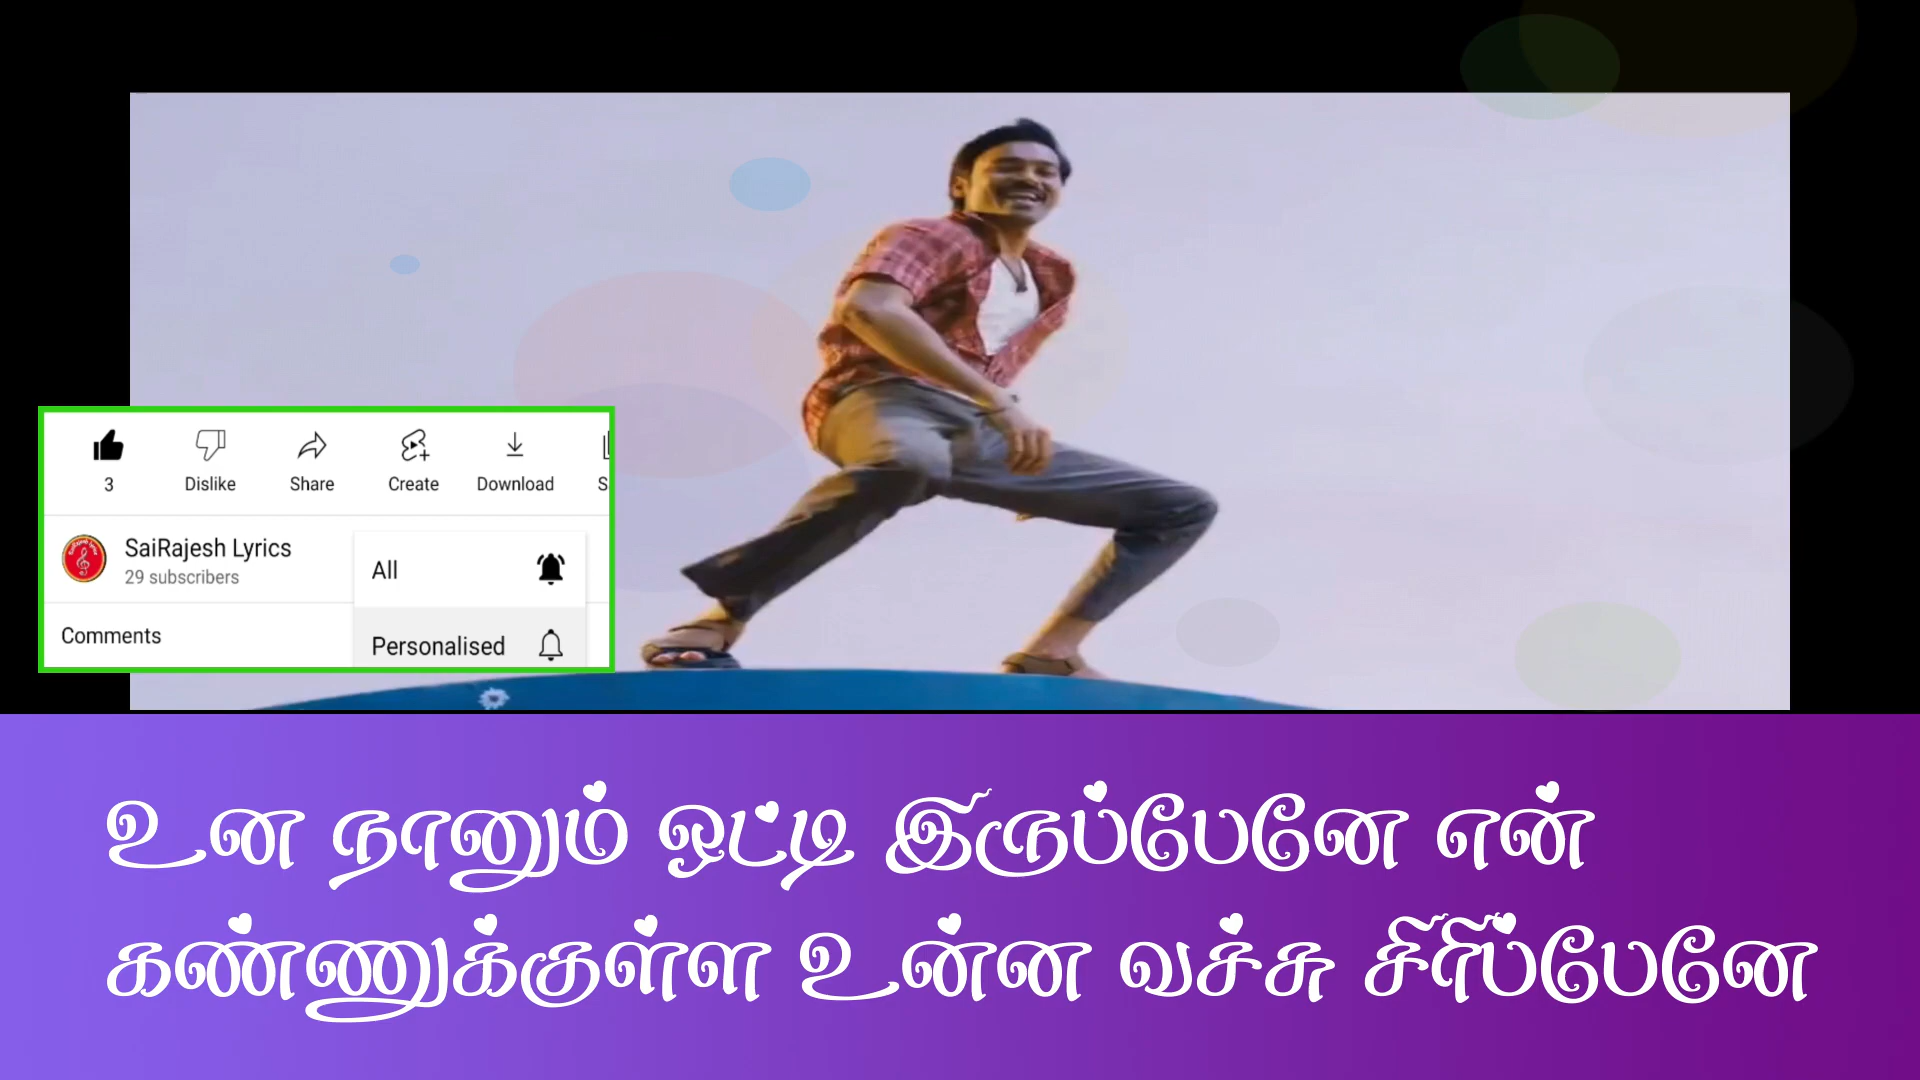 3
Dislike
Share
Create
Download
S
SaiRajesh Lyrics
29 subscribers
All
Comments
Personalised
உன நானும் ஒட்டி இருப்பேனே என்
கண்ணுக்குள்ள உன்ன வச்சு சிரிப்பேனே